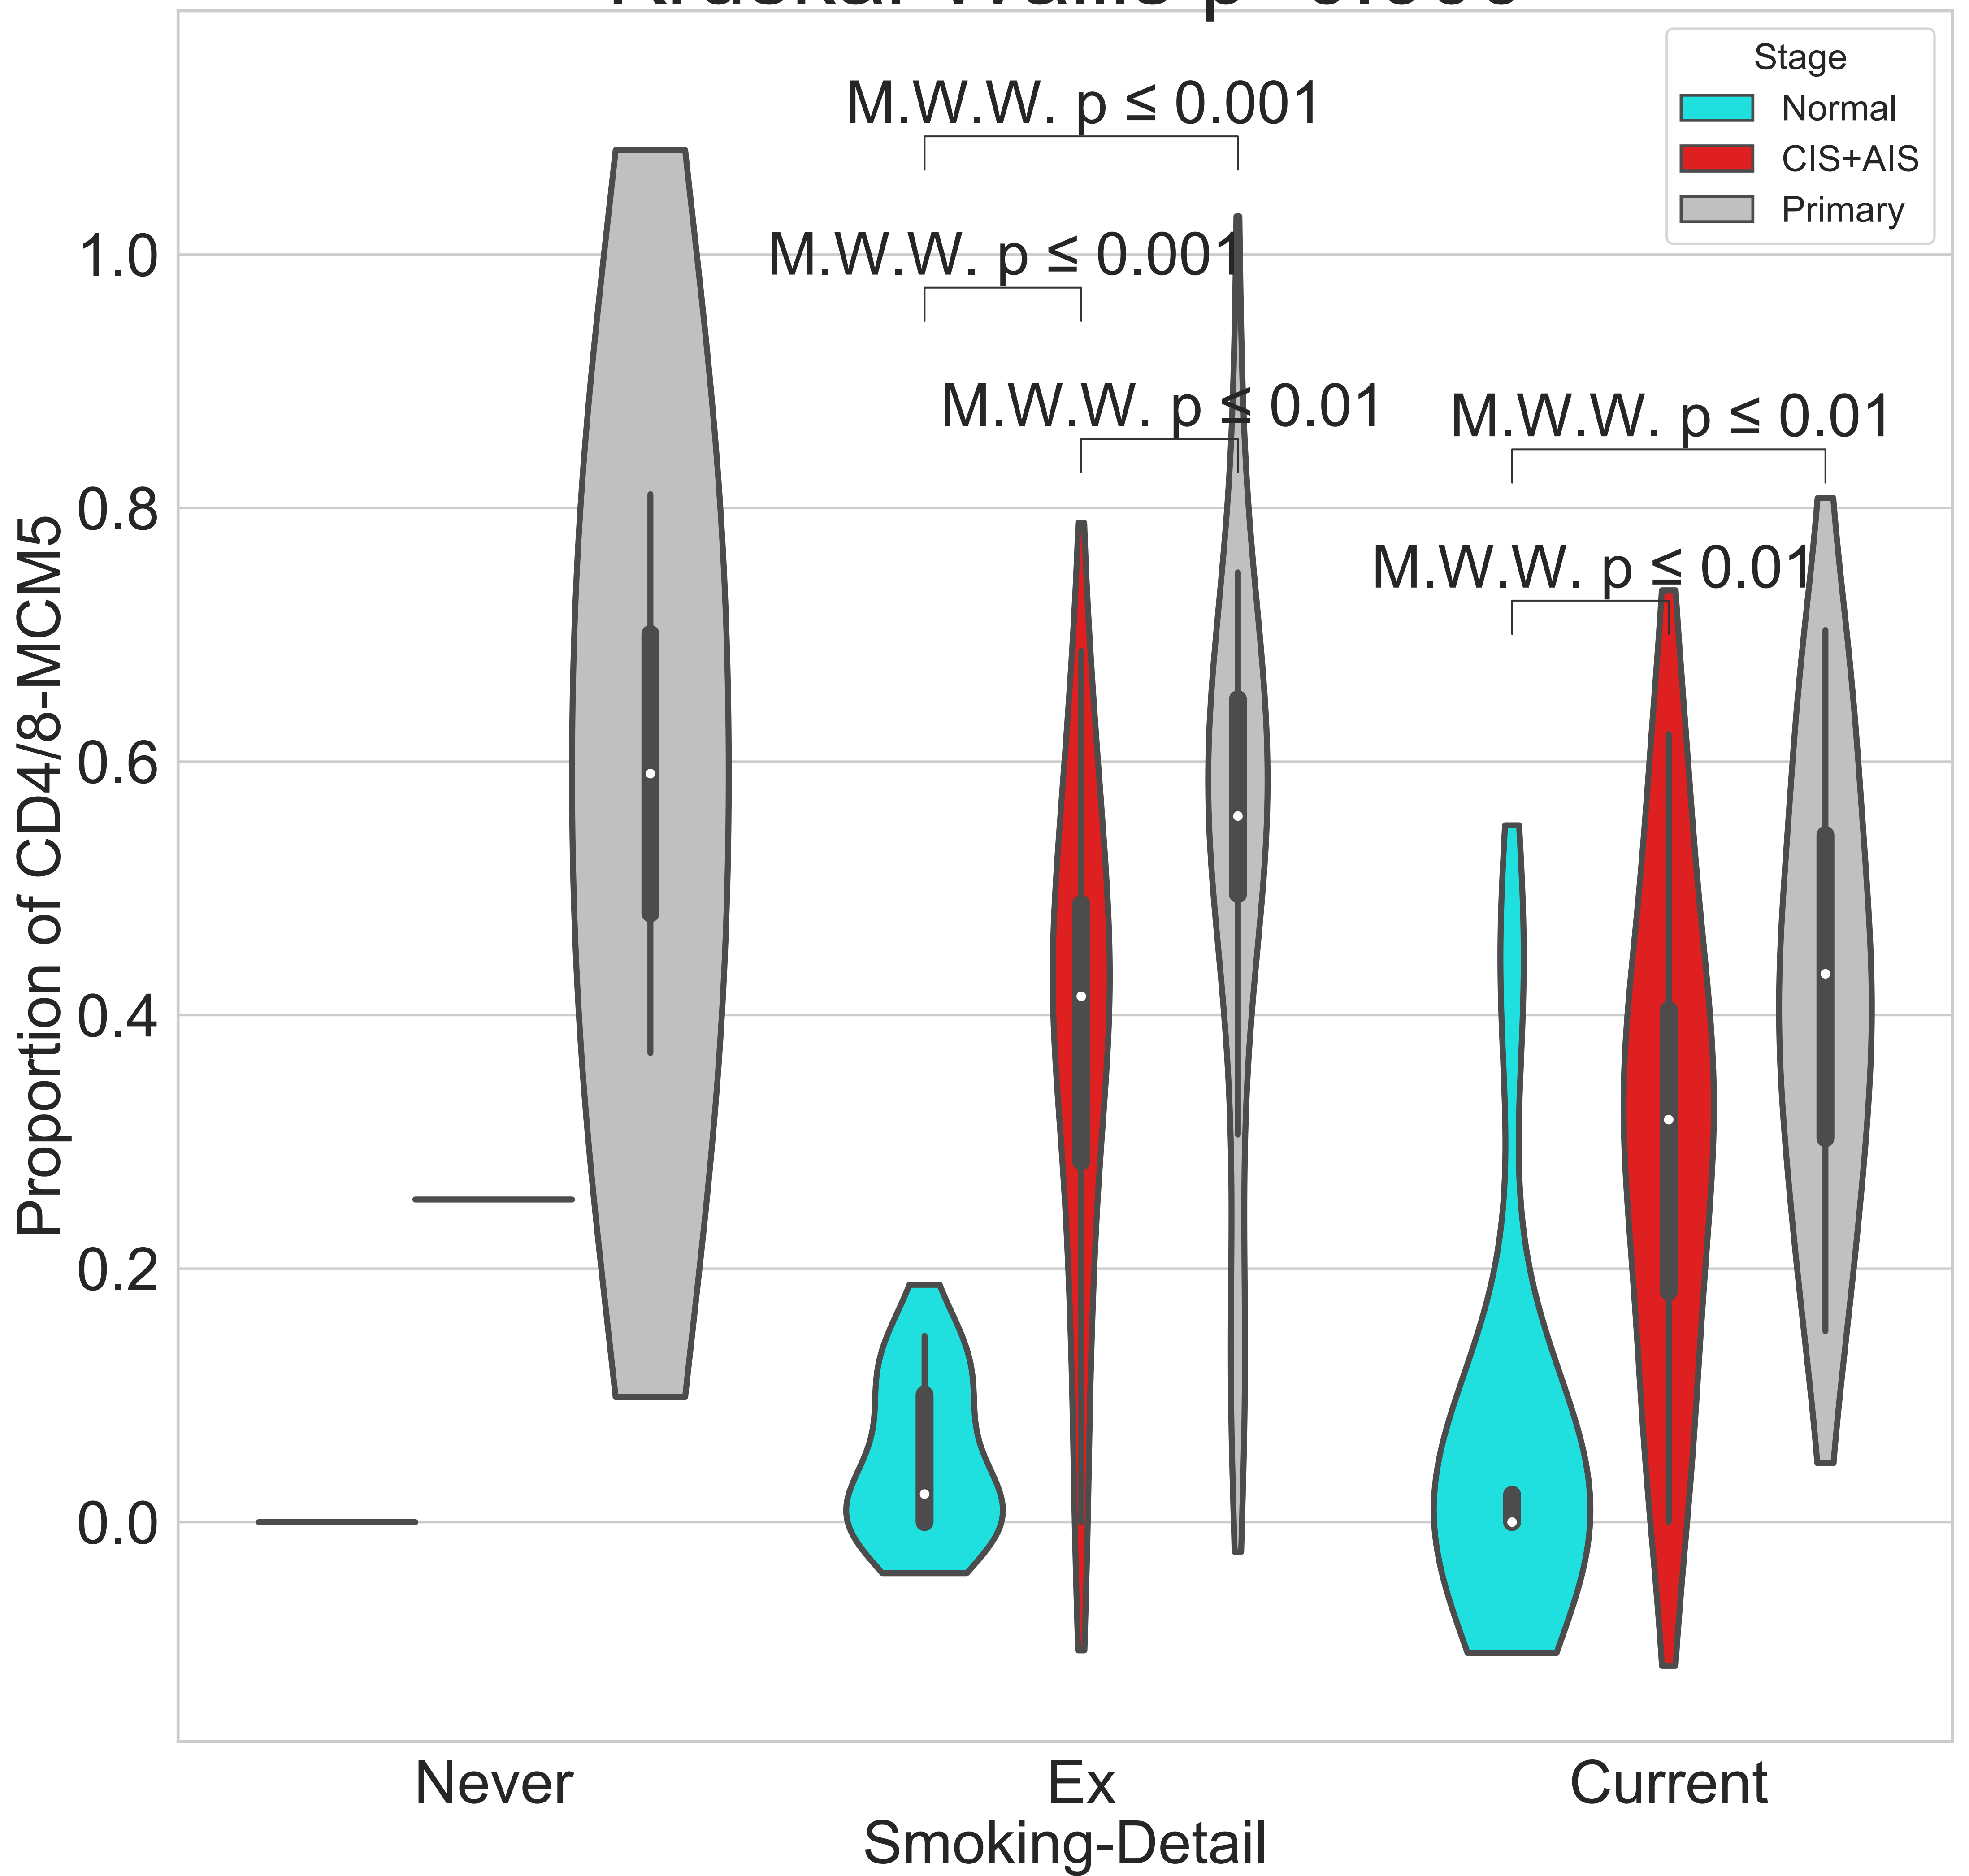 Stage
Normal
CIS+AIS
Primary
M.W.W. p ≤ 0.001
M.W.W. p ≤ 0.001
M.W.W. p ≤ 0.01
M.W.W. p ≤ 0.01
M.W.W. p ≤ 0.01
Proportion of CD4/8-MCM5
1.0
0.8
0.6
0.4
0.2
0.0
Never
Ex
Current
Smoking-Detail